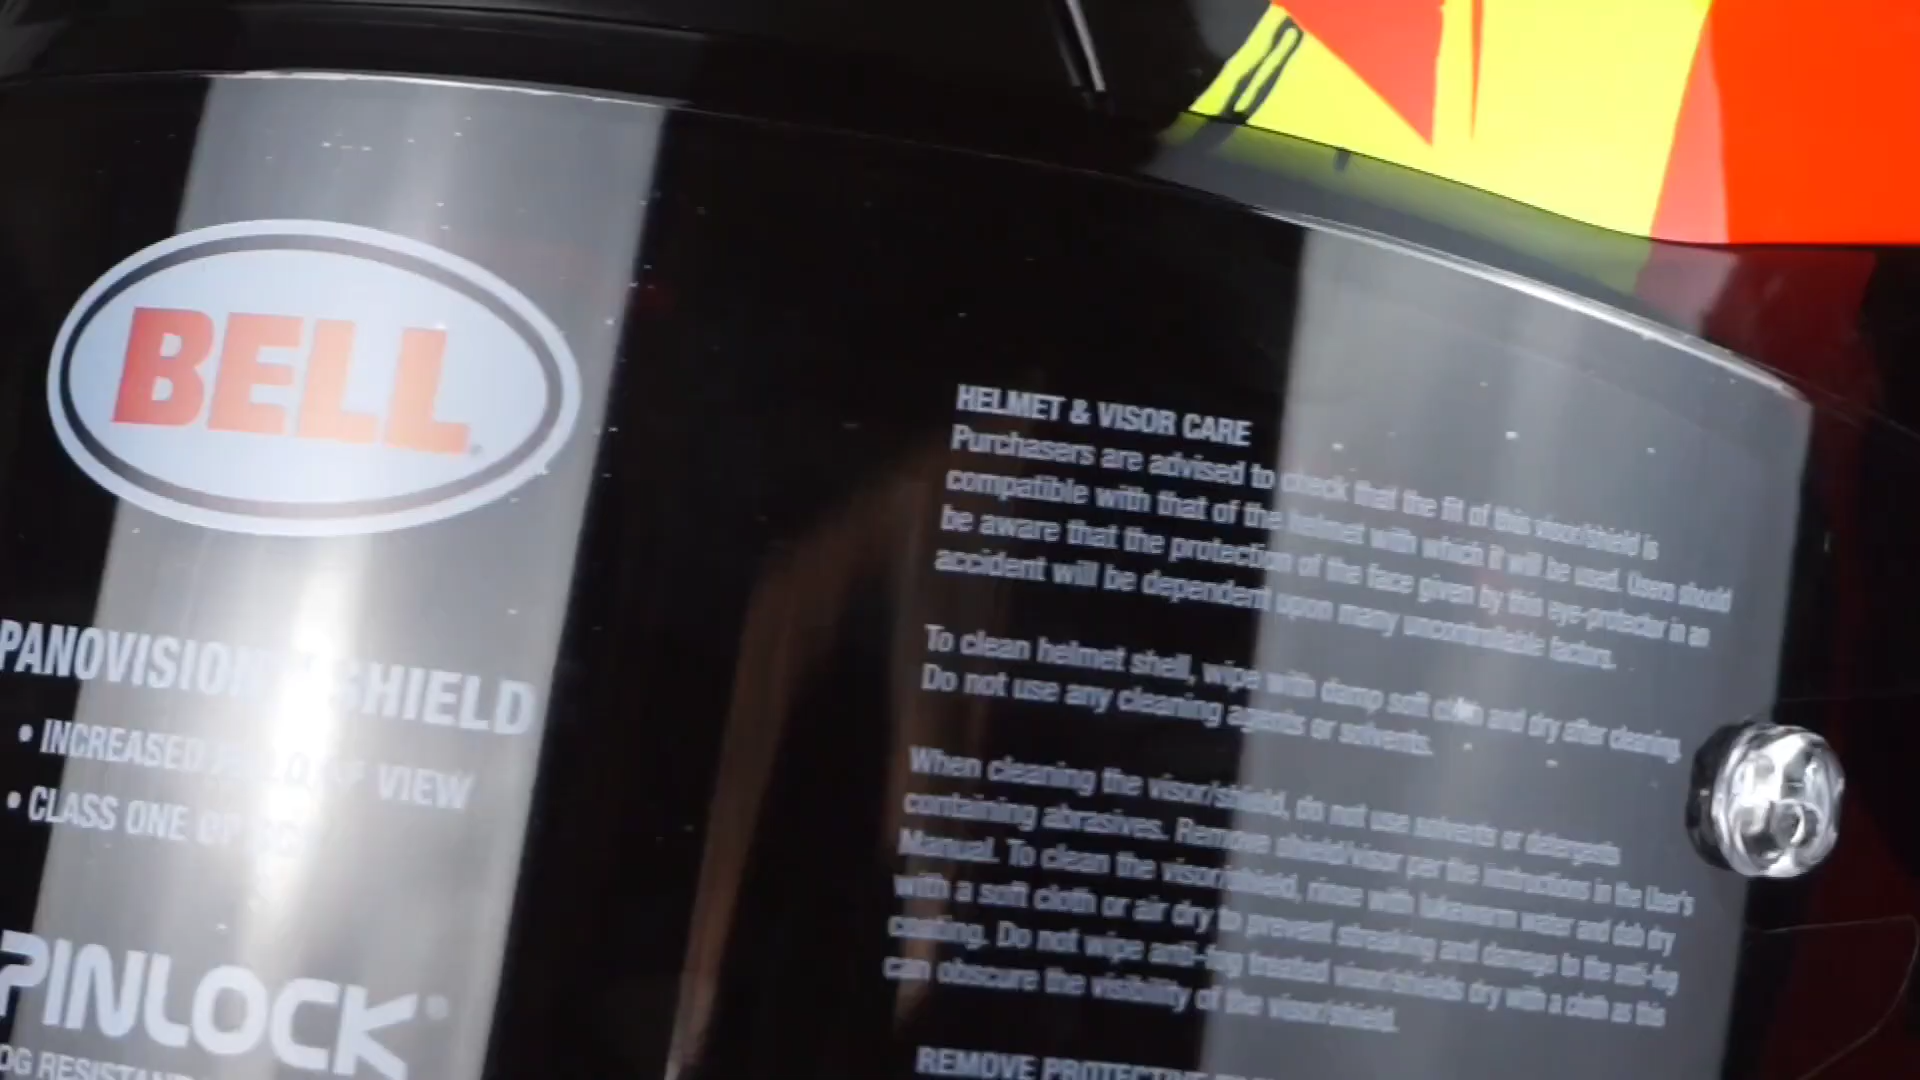 BELL
PANOVISION SHIELD
• INCREASED VIEW
• CLASS ONE
PINLOCK®
HELMET & VISOR CARE
Purchasers are advised to check that the fit of this visor/shield is
compatible with that of the helmet with which it will be used. Users should
be aware that the protection of the face given by this eye-protector in an
accident will be dependent upon many uncontrollable factors.
To clean helmet shell, wipe with damp soft cloth and dry after cleaning.
Do not use any cleaning agents or solvents.
When cleaning the visor/shield, do not use solvents or detergents
containing abrasives. Remove shield/visor per the instructions in the User's
Manual. To clean the visor/shield, rinse with lukewarm water and dab dry
with a soft cloth or air dry to prevent streaking and damage to the anti-fog
coating. Do not wipe anti-fog treated visor/shields dry with a cloth as this
can obscure the visibility of the visor/shield.
REMOVE PROTECTIVE